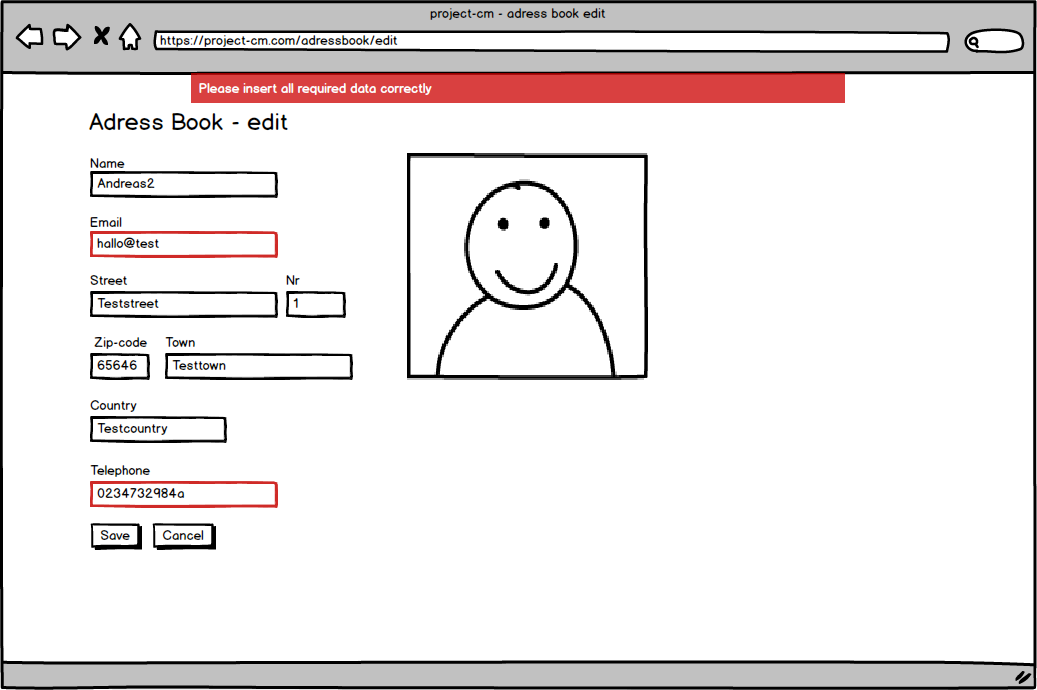 project-cm - adress book edit
https://project-cm.com/adressbook/edit
Please insert all required data correctly
Adress Book - edit
Name
Andreas2
Email
hallo@test
Street Nr
Teststreet 1
Zip-code Town
65646 Testtown
Country
Testcountry
Telephone
0234732984a
Save Cancel